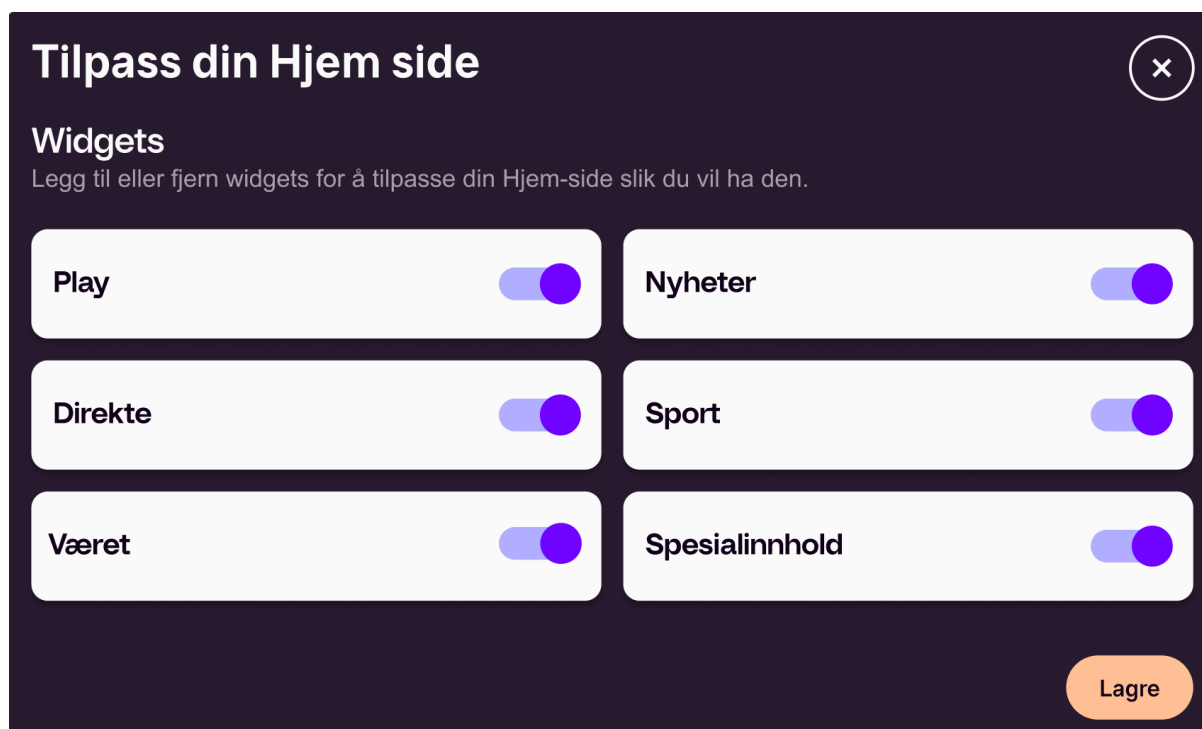 Tilpass din Hjem side
Widgets
Legg til eller fjern widgets for å tilpasse din Hjem-side slik du vil ha den.
Play
Nyheter
Direkte
Sport
Været
Spesialinnhold
Lagre